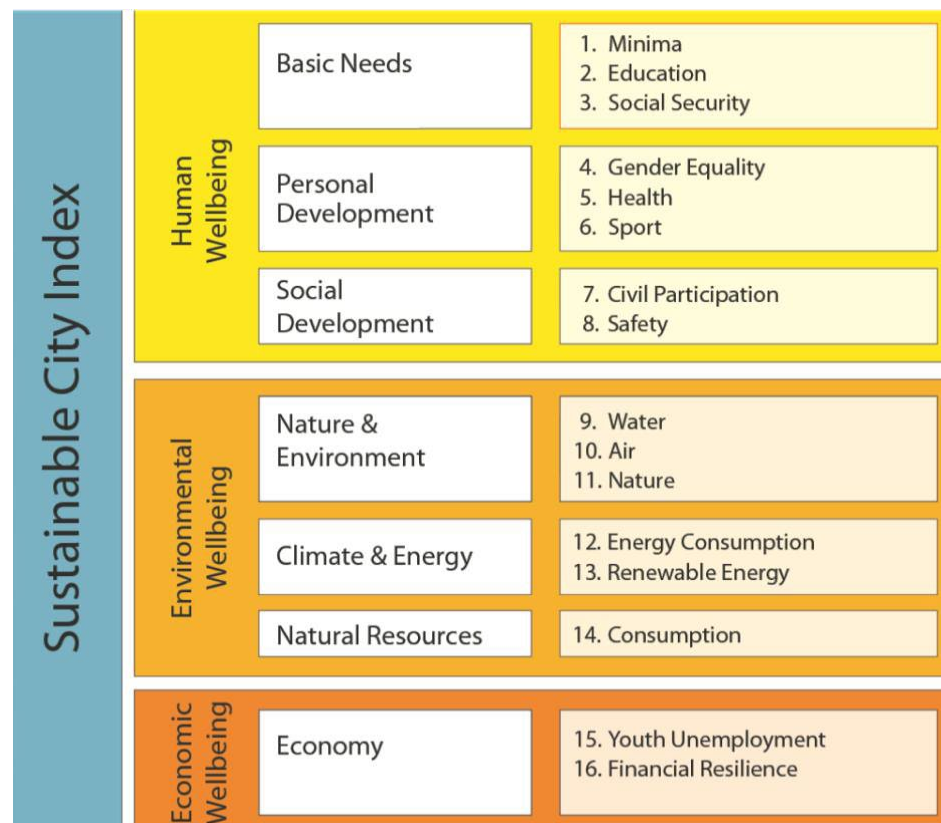 Sustainable City Index
Human
Wellbeing
Basic Needs
1. Minima
2. Education
3. Social Security
Personal
Development
4. Gender Equality
5. Health
6. Sport
Social
Development
7. Civil Participation
8. Safety
Environmental
Wellbeing
Nature &
Environment
9. Water
10. Air
11. Nature
Climate & Energy
12. Energy Consumption
13. Renewable Energy
Natural Resources
14. Consumption
Economic
Wellbeing
Economy
15. Youth Unemployment
16. Financial Resilience